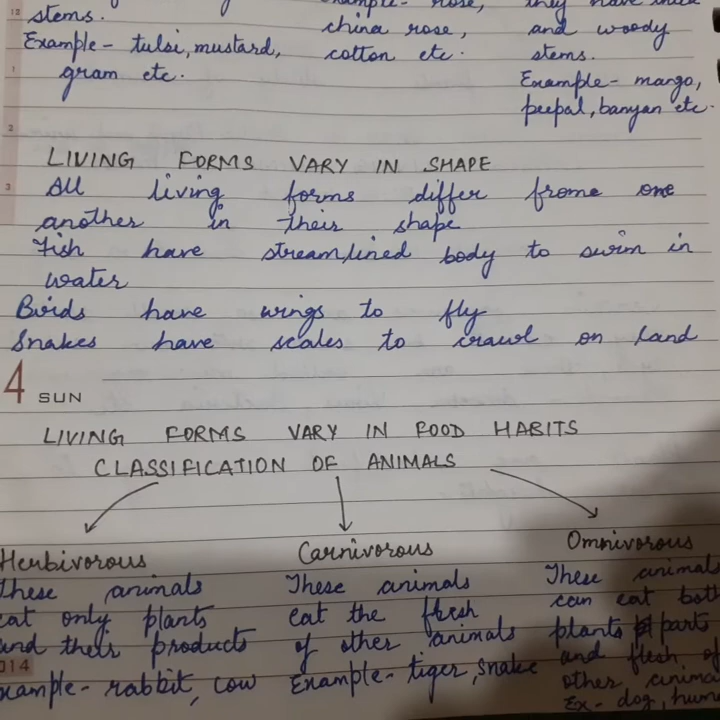 stems.
Example- tulsi, mustard,
gram etc.
rose,
china rose,
cotton etc.
they have
and woody
stems.
Example- mango,
peepal, banyan etc.
LIVING FORMS VARY IN SHAPE
All living forms differ frome one
another in their shape
Fish have streamlined body to swim in
water
Birds have wings to fly
Snakes have scales to crawl on land
4 SUN
LIVING FORMS VARY IN FOOD HABITS
CLASSIFICATION OF ANIMALS
Herbivorous
These animals
eat only plants
and their products
Example- rabbit, cow
Carnivorous
These animals
eat the flesh
of other animals
Example- tiger, snake
Omnivorous
These animals
can eat both
plants part
and flesh of
other
Ex- dog,